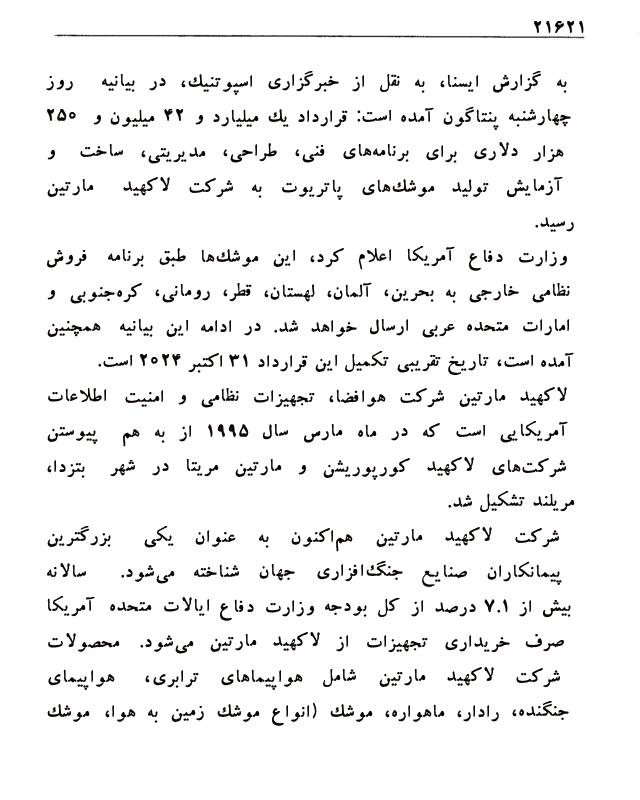 ۲۱۶۲۱
به گزارش ایسنا، به نقل از خبرگزاری اسپوتنیك، در بیانیه روز
چهارشنبه پنتاگون آمده است: قرارداد یك میلیارد و ۴۲ میلیون و ۲۵۰
هزار دلاری برای برنامه‌های فنی، طراحی، مدیریتی، ساخت و
آزمایش تولید موشك‌های پاتریوت به شرکت لاکهید مارتین
رسید.
وزارت دفاع آمریکا اعلام کرد، این موشك‌ها طبق برنامه فروش
نظامی خارجی به بحرین، آلمان، لهستان، قطر، رومانی، کره‌جنوبی و
امارات متحده عربی ارسال خواهد شد. در ادامه این بیانیه همچنین
آمده است، تاریخ تقریبی تکمیل این قرارداد ۳۱ اکتبر ۲۰۲۴ است.
لاکهید مارتین شرکت هوافضا، تجهیزات نظامی و امنیت اطلاعات
آمریکایی است که در ماه مارس سال ۱۹۹۵ از به هم پیوستن
شرکت‌های لاکهید کورپوریشن و مارتین مریتا در شهر بتزدا،
مریلند تشکیل شد.
شرکت لاکهید مارتین هم‌اکنون به عنوان یکی بزرگترین
پیمانکاران صنایع جنگ‌افزاری جهان شناخته می‌شود. سالانه
بیش از ۷.۱ درصد از کل بودجه وزارت دفاع ایالات متحده آمریکا
صرف خریداری تجهیزات از لاکهید مارتین می‌شود. محصولات
شرکت لاکهید مارتین شامل هواپیماهای ترابری، هواپیمای
جنگنده، رادار، ماهواره، موشك (انواع موشك زمین به هوا، موشك